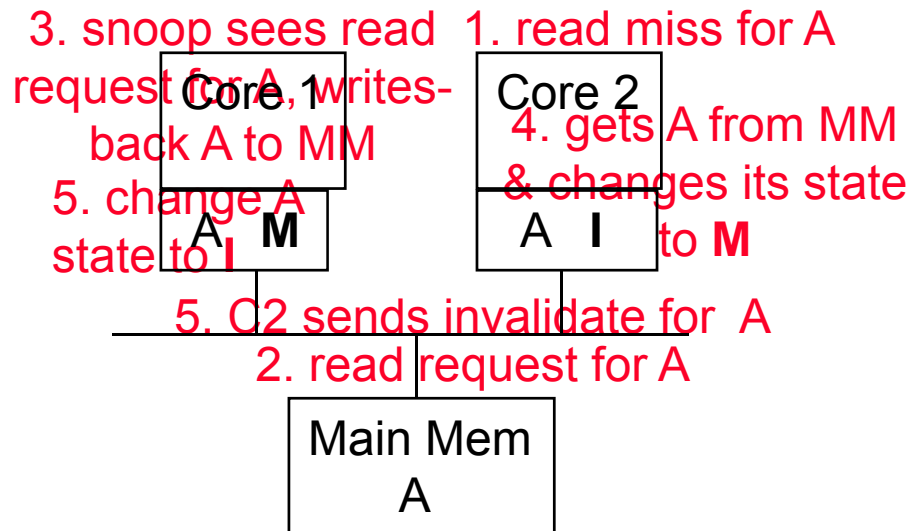 3. snoop sees read
request for A, writes-
back A to MM
1. read miss for A
Core 1
Core 2
4. gets A from MM
& changes its state
to M
5. change A
state to I
A M
A I
5. C2 sends invalidate for A
2. read request for A
Main Mem
A